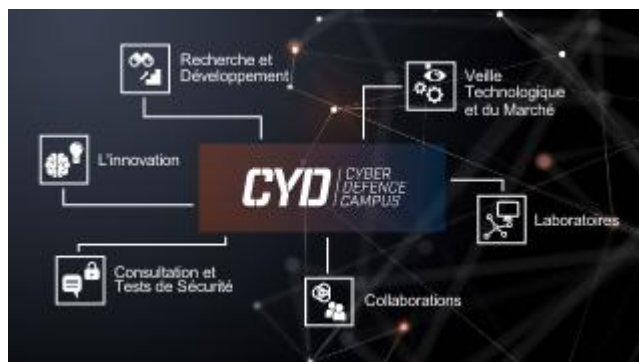 Recherche et
Développement
Veille
Technologique
et du Marché
L'innovation
CYD
CYBER
DEFENCE
CAMPUS
Laboratoires
Consultation et
Tests de Sécurité
Collaborations